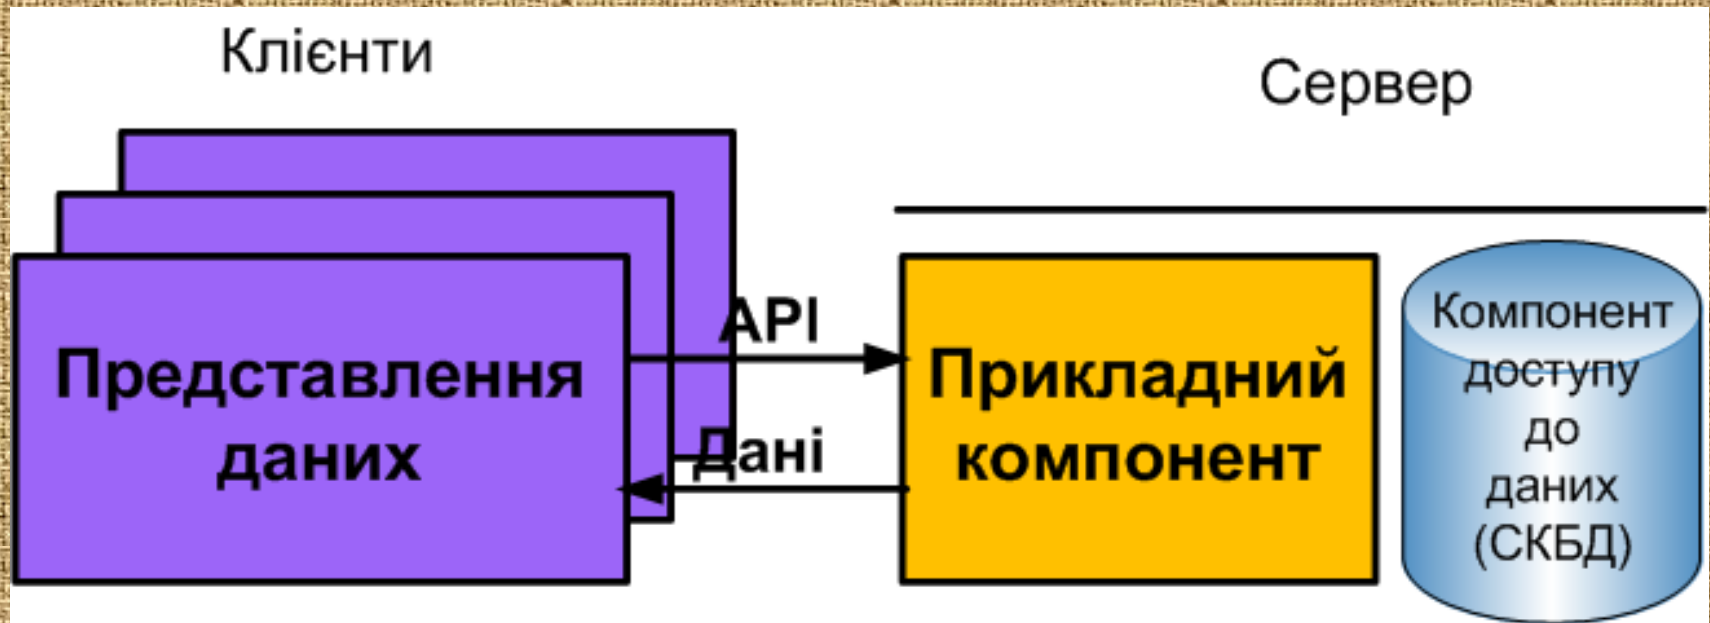 Клієнти
Сервер
Представлення
даних
API
Дані
Прикладний
компонент
Компонент
доступу
до
даних
(СКБД)